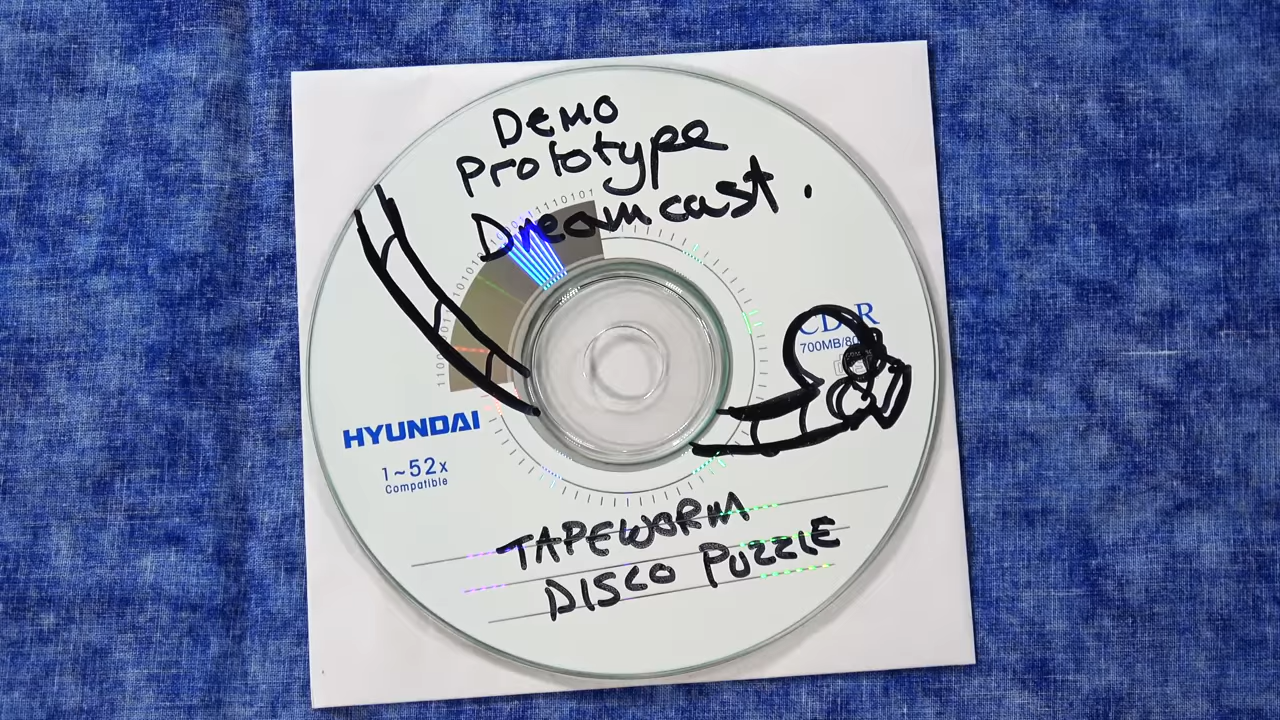 Demo
Prototype
Dreamcast.
CD-R
700MB/80
HYUNDAI
1~52x
Compatible
TAPEWORM
DISCO PUZZLE